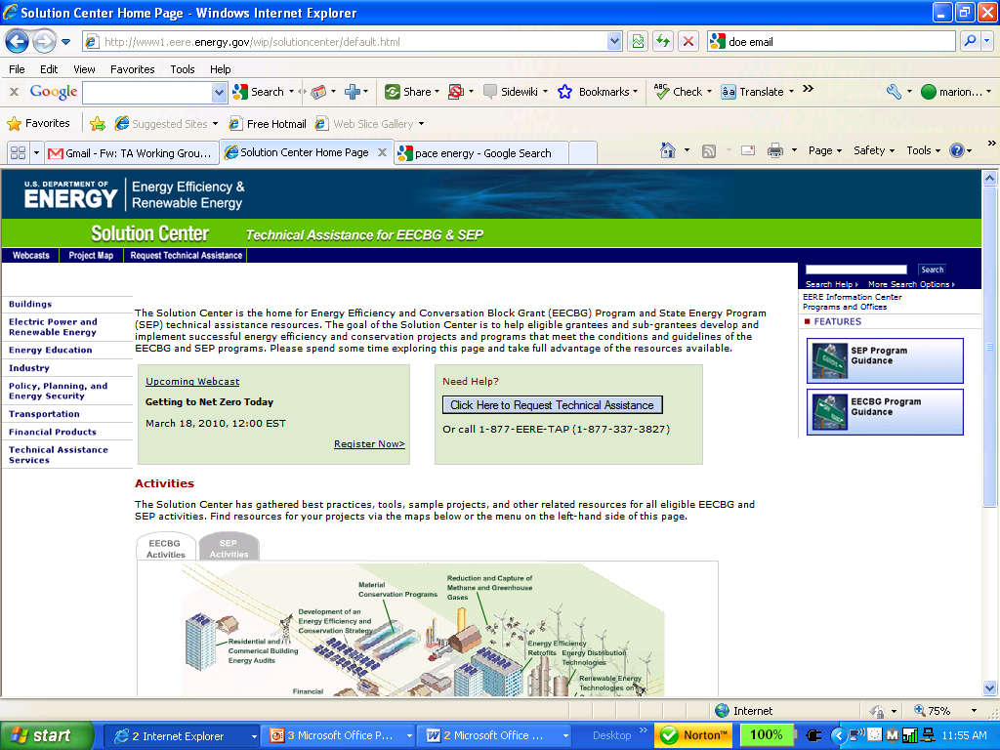 Solution Center Home Page - Windows Internet Explorer
http://www1.eere.energy.gov/wip/solutioncenter/default.html
doe email
File Edit View Favorites Tools Help
x Google Search Share Sidewiki Bookmarks ABC Check aあ Translate » marion...
Favorites Suggested Sites Free Hotmail Web Slice Gallery
Gmail - Fw: TA Working Grou... Solution Center Home Page X pace energy - Google Search Page Safety Tools »
U.S. DEPARTMENT OF
ENERGY
Energy Efficiency &
Renewable Energy
Solution Center Technical Assistance for EECBG & SEP
Webcasts Project Map Request Technical Assistance
Search
Search Help More Search Options
EERE Information Center
Programs and Offices
FEATURES
SEP Program
Guidance
EECBG Program
Guidance
Buildings
Electric Power and
Renewable Energy
Energy Education
Industry
Policy, Planning, and
Energy Security
Transportation
Financial Products
Technical Assistance
Services
The Solution Center is the home for Energy Efficiency and Conversation Block Grant (EECBG) Program and State Energy Program
(SEP) technical assistance resources. The goal of the Solution Center is to help eligible grantees and sub-grantees develop and
implement successful energy efficiency and conservation projects and programs that meet the conditions and guidelines of the
EECBG and SEP programs. Please spend some time exploring this page and take full advantage of the resources available.
Upcoming Webcast
Getting to Net Zero Today
March 18, 2010, 12:00 EST
Register Now>
Need Help?
Click Here to Request Technical Assistance
Or call 1-877-EERE-TAP (1-877-337-3827)
Activities
The Solution Center has gathered best practices, tools, sample projects, and other related resources for all eligible EECBG and
SEP activities. Find resources for your projects via the maps below or the menu on the left-hand side of this page.
EECBG
Activities
SEP
Activities
Reduction and Capture of
Methane and Greenhouse
Gases
Material
Conservation Programs
Development of an
Energy Efficiency and
Conservation Strategy
Residential and
Commerical Building
Energy Audits
Energy Efficiency
Retrofits
Energy Distribution
Technologies
Renewable Energy
Technologies on
Financial
Internet 75%
start 2 Internet Explorer 3 Microsoft Office P... 2 Microsoft Office ... Desktop » Norton™ 100% 11:55 AM